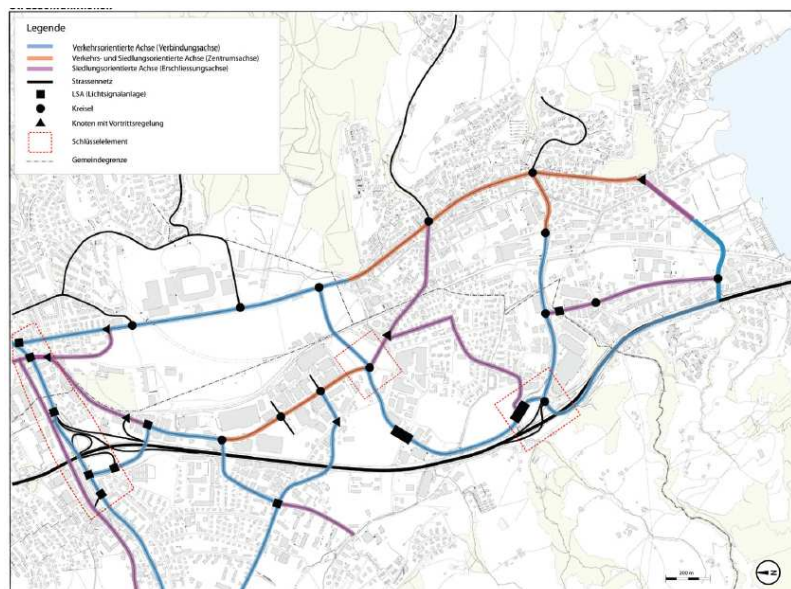 Legende
Verkehrsorientierte Achse (Verbindungsachse)
Verkehrs- und Siedlungsorientierte Achse (Zentrumsachse)
Siedlungsorientierte Achse (Erschliessungsachse)
Strassennetz
LSA (Lichtsignalanlage)
Kreisel
Knoten mit Vortrittsregelung
Schlüsselelement
Gemeindegrenze
200 m
N